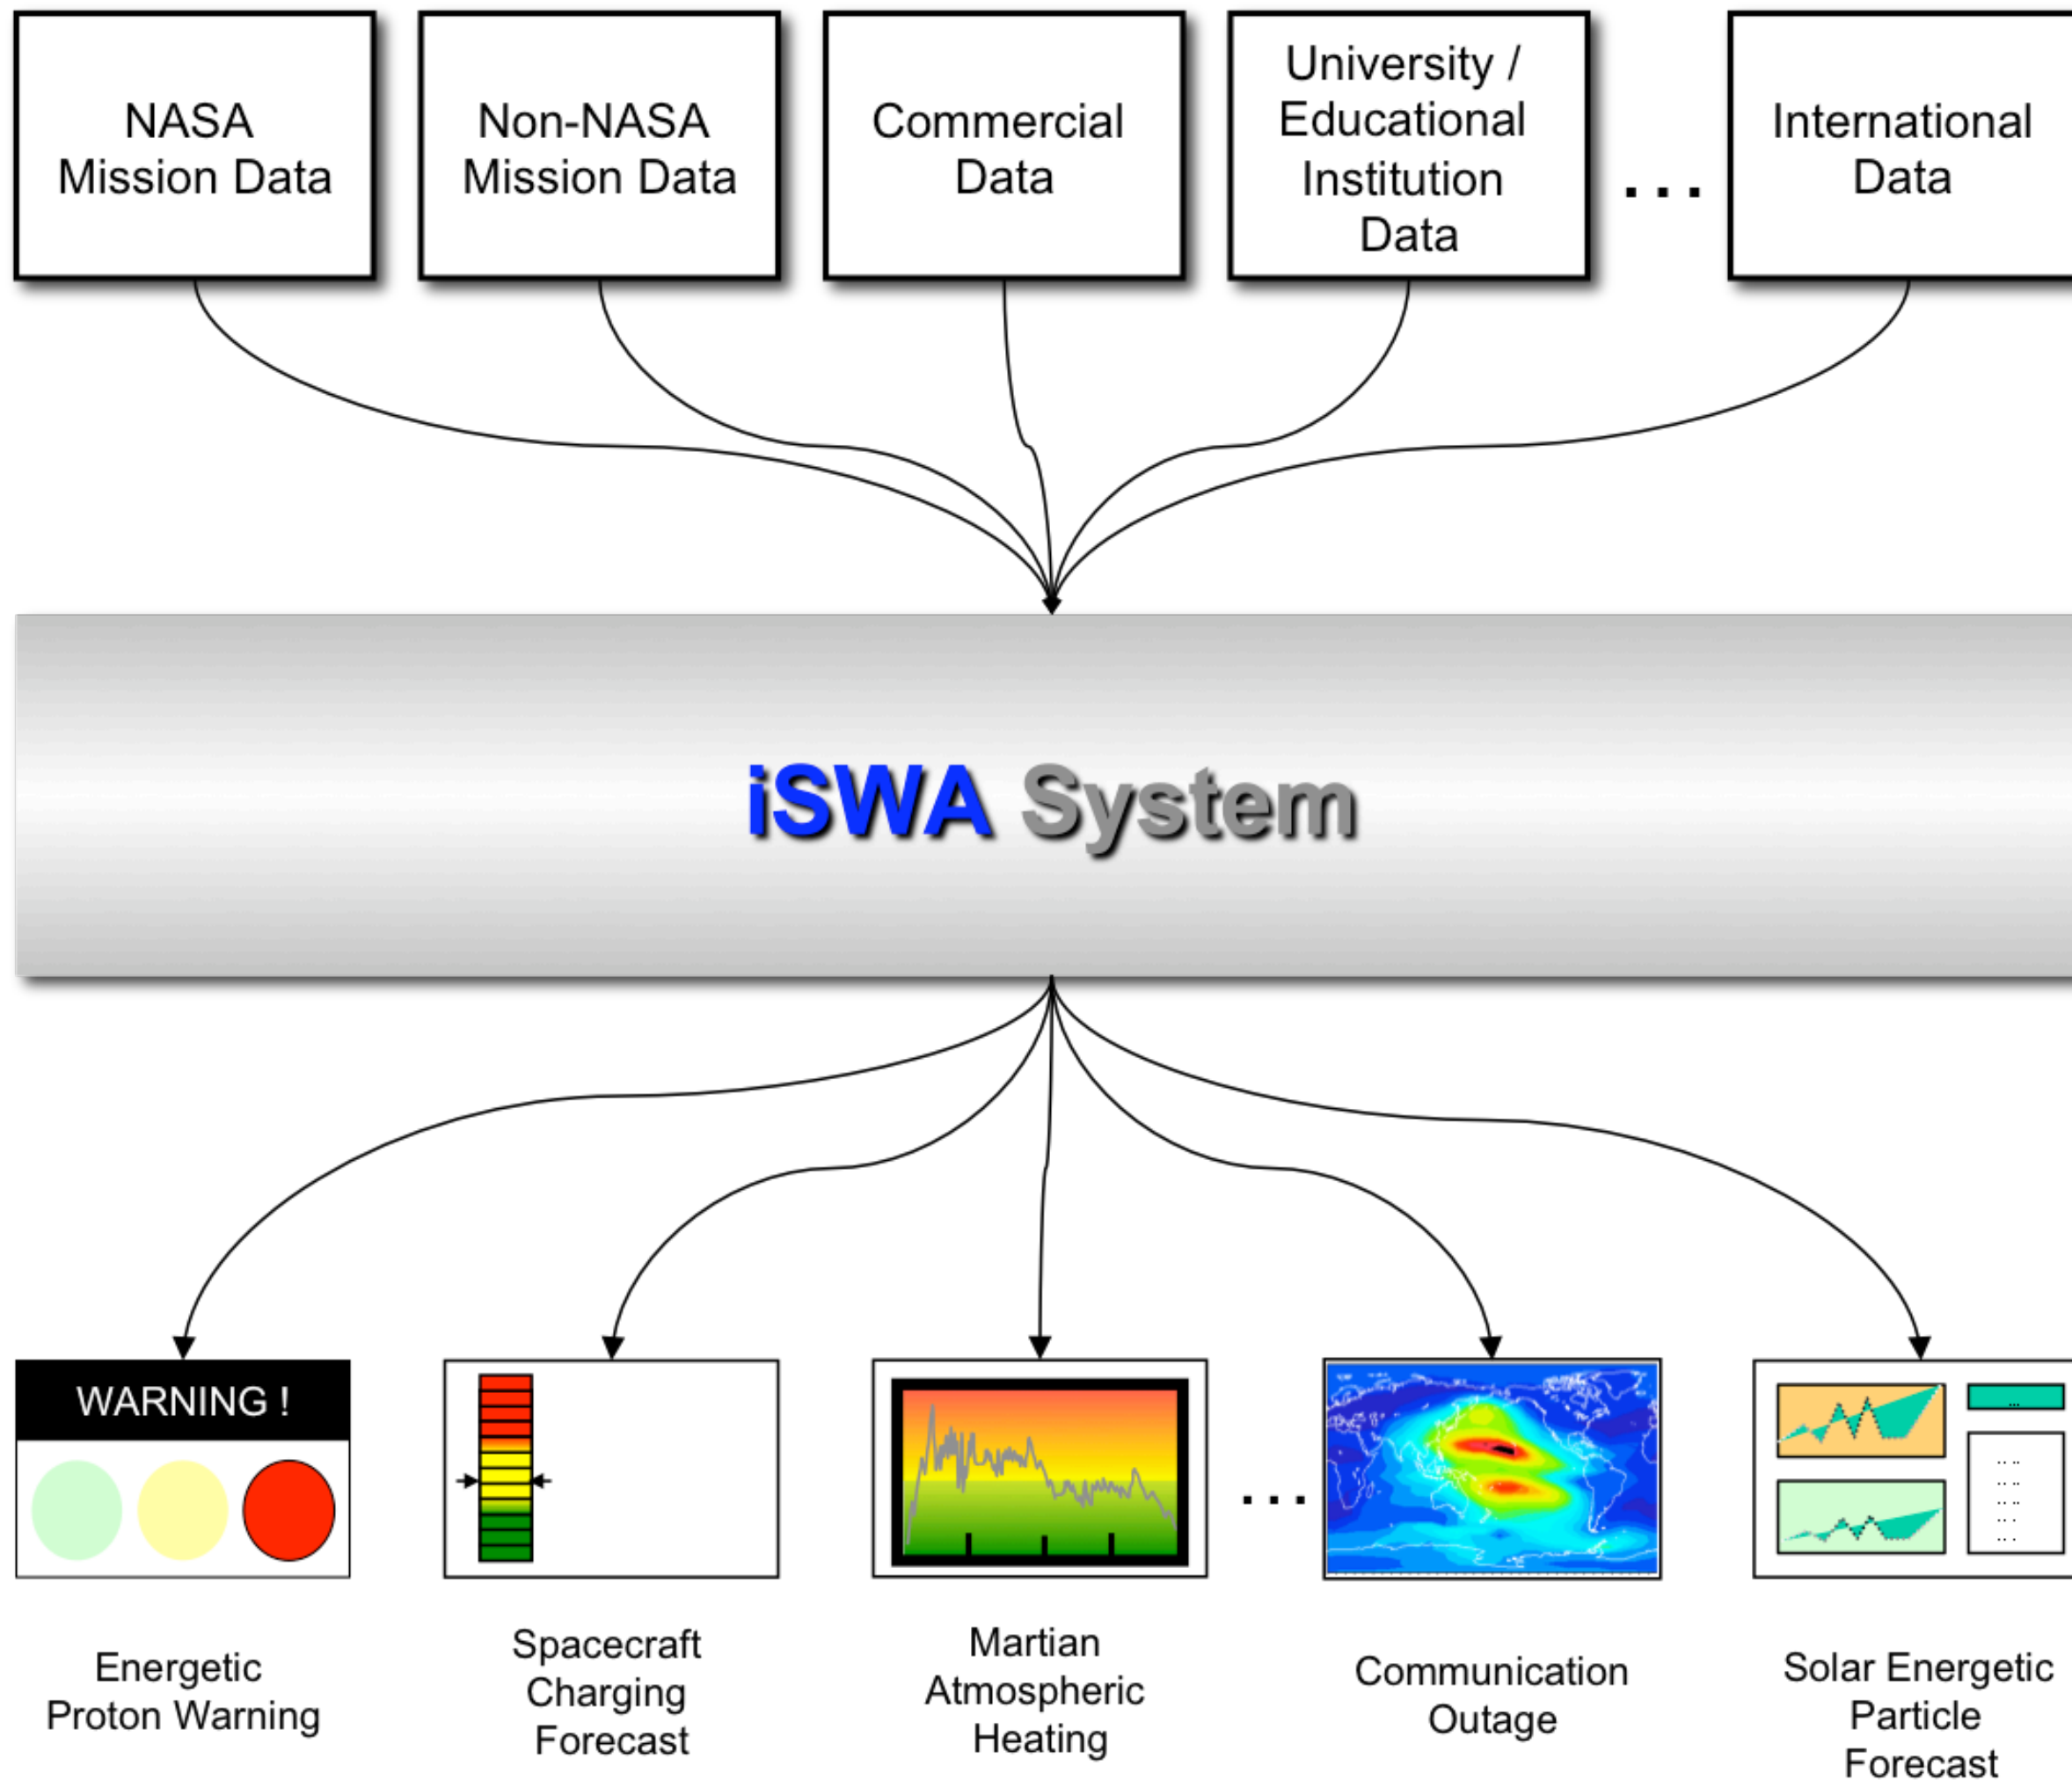 NASA
Mission Data
Non-NASA
Mission Data
Commercial
Data
University /
Educational
Institution
Data
...
International
Data
iSWA System
WARNING !
...
Energetic
Proton Warning
Spacecraft
Charging
Forecast
Martian
Atmospheric
Heating
Communication
Outage
Solar Energetic
Particle
Forecast